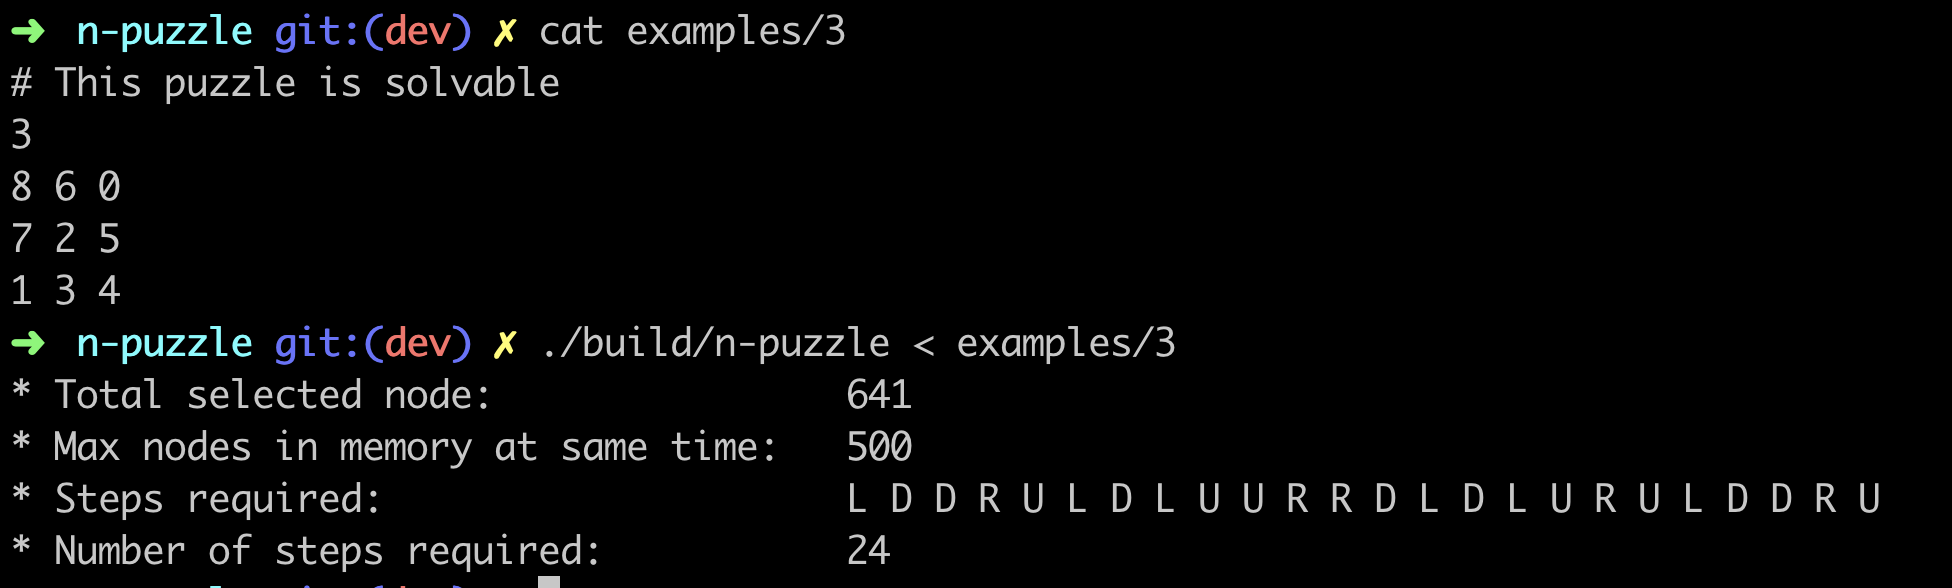 ➜ n-puzzle git:(dev) ✗ cat examples/3
# This puzzle is solvable
3
8 6 0
7 2 5
1 3 4
➜ n-puzzle git:(dev) ✗ ./build/n-puzzle < examples/3
* Total selected node: 641
* Max nodes in memory at same time: 500
* Steps required: L D D R U L D L U U R R D L D L U R U L D D R U
* Number of steps required: 24